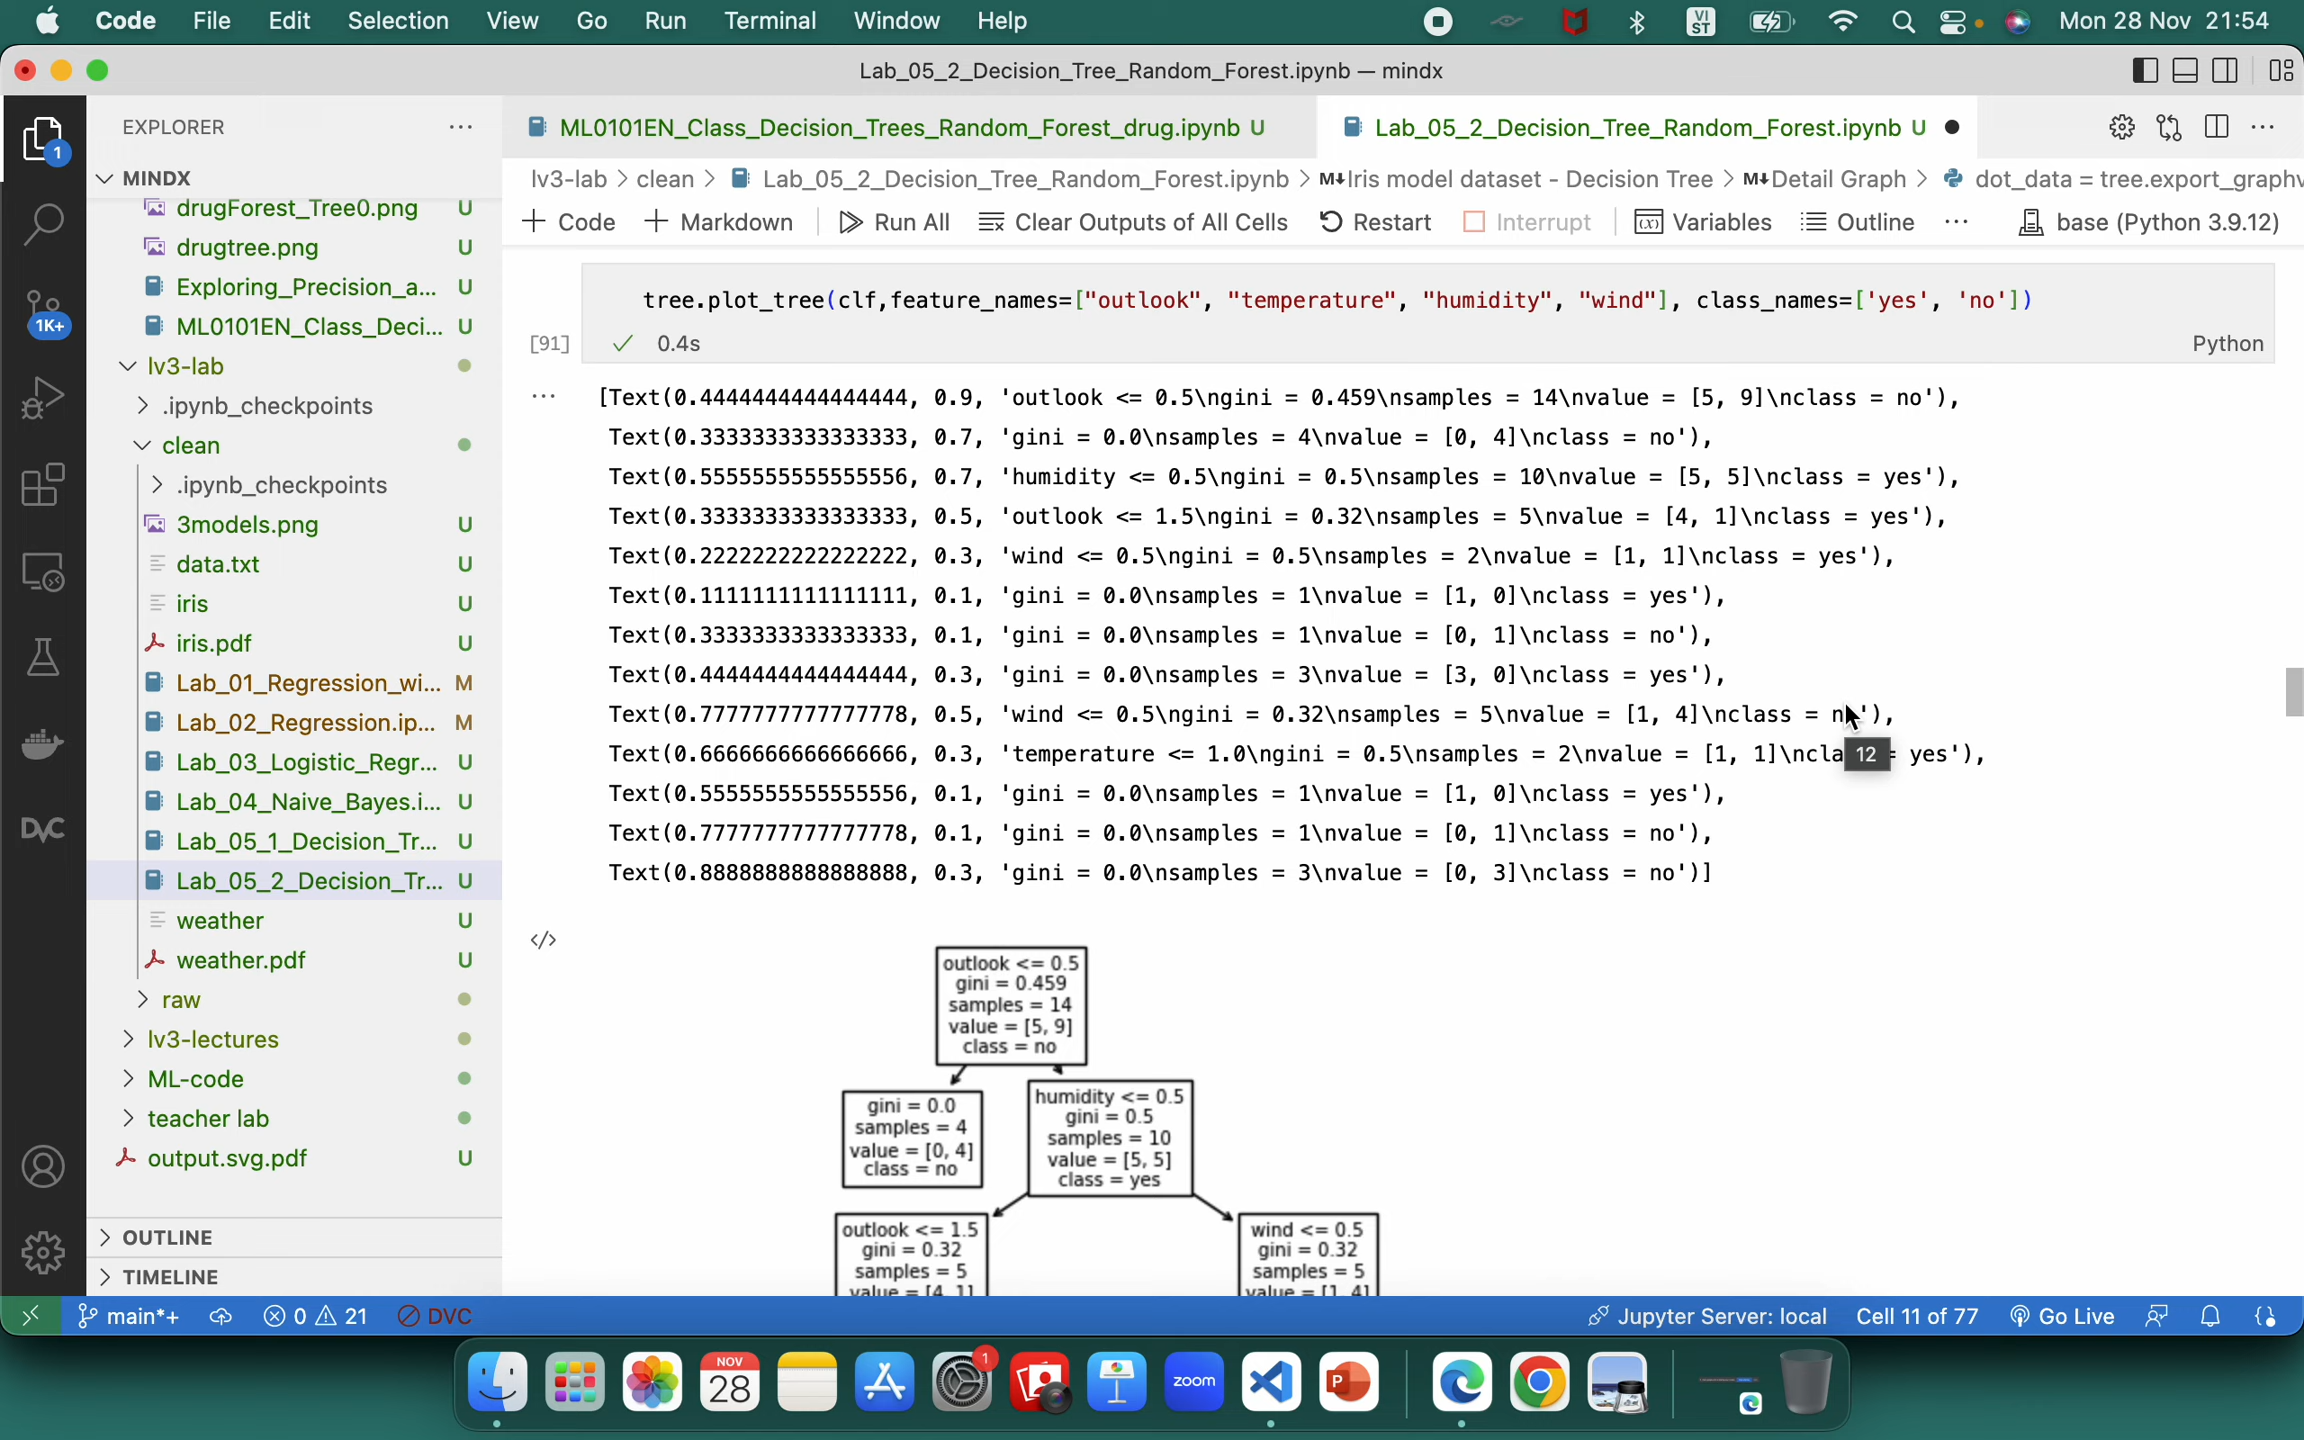 Code File Edit Selection View Go Run Terminal Window Help VI ST Mon 28 Nov 21:54
Lab_05_2_Decision_Tree_Random_Forest.ipynb — mindx
EXPLORER ...
ML0101EN_Class_Decision_Trees_Random_Forest_drug.ipynb U
Lab_05_2_Decision_Tree_Random_Forest.ipynb U
1
MINDX
drugForest_Tree0.png U
drugtree.png U
Exploring_Precision_a... U
ML0101EN_Class_Deci... U
1K+
lv3-lab
.ipynb_checkpoints
clean
.ipynb_checkpoints
3models.png U
data.txt U
iris U
iris.pdf U
Lab_01_Regression_wi... M
Lab_02_Regression.ip... M
Lab_03_Logistic_Regr... U
Lab_04_Naive_Bayes.i... U
Lab_05_1_Decision_Tr... U
Lab_05_2_Decision_Tr... U
weather U
weather.pdf U
raw
lv3-lectures
ML-code
teacher lab
output.svg.pdf U
OUTLINE
TIMELINE
DVC
lv3-lab > clean > Lab_05_2_Decision_Tree_Random_Forest.ipynb > M↓Iris model dataset - Decision Tree > M↓Detail Graph > dot_data = tree.export_graphv
+ Code + Markdown Run All Clear Outputs of All Cells Restart Interrupt (x) Variables Outline ... base (Python 3.9.12)
tree.plot_tree(clf,feature_names=["outlook", "temperature", "humidity", "wind"], class_names=['yes', 'no'])
[91] ✓ 0.4s Python
... [Text(0.4444444444444444, 0.9, 'outlook <= 0.5\ngini = 0.459\nsamples = 14\nvalue = [5, 9]\nclass = no'),
Text(0.3333333333333333, 0.7, 'gini = 0.0\nsamples = 4\nvalue = [0, 4]\nclass = no'),
Text(0.5555555555555556, 0.7, 'humidity <= 0.5\ngini = 0.5\nsamples = 10\nvalue = [5, 5]\nclass = yes'),
Text(0.3333333333333333, 0.5, 'outlook <= 1.5\ngini = 0.32\nsamples = 5\nvalue = [4, 1]\nclass = yes'),
Text(0.2222222222222222, 0.3, 'wind <= 0.5\ngini = 0.5\nsamples = 2\nvalue = [1, 1]\nclass = yes'),
Text(0.1111111111111111, 0.1, 'gini = 0.0\nsamples = 1\nvalue = [1, 0]\nclass = yes'),
Text(0.3333333333333333, 0.1, 'gini = 0.0\nsamples = 1\nvalue = [0, 1]\nclass = no'),
Text(0.4444444444444444, 0.3, 'gini = 0.0\nsamples = 3\nvalue = [3, 0]\nclass = yes'),
Text(0.7777777777777778, 0.5, 'wind <= 0.5\ngini = 0.32\nsamples = 5\nvalue = [1, 4]\nclass = n'),
Text(0.6666666666666666, 0.3, 'temperature <= 1.0\ngini = 0.5\nsamples = 2\nvalue = [1, 1]\ncla = yes'),
12
Text(0.5555555555555556, 0.1, 'gini = 0.0\nsamples = 1\nvalue = [1, 0]\nclass = yes'),
Text(0.7777777777777778, 0.1, 'gini = 0.0\nsamples = 1\nvalue = [0, 1]\nclass = no'),
Text(0.8888888888888888, 0.3, 'gini = 0.0\nsamples = 3\nvalue = [0, 3]\nclass = no')]
</>
outlook <= 0.5
gini = 0.459
samples = 14
value = [5, 9]
class = no
gini = 0.0
samples = 4
value = [0, 4]
class = no
humidity <= 0.5
gini = 0.5
samples = 10
value = [5, 5]
class = yes
outlook <= 1.5
gini = 0.32
samples = 5
value = [4, 1]
wind <= 0.5
gini = 0.32
samples = 5
value = [1, 4]
main*+ 0 21 DVC Jupyter Server: local Cell 11 of 77 Go Live
NOV
28
1
zoom
P